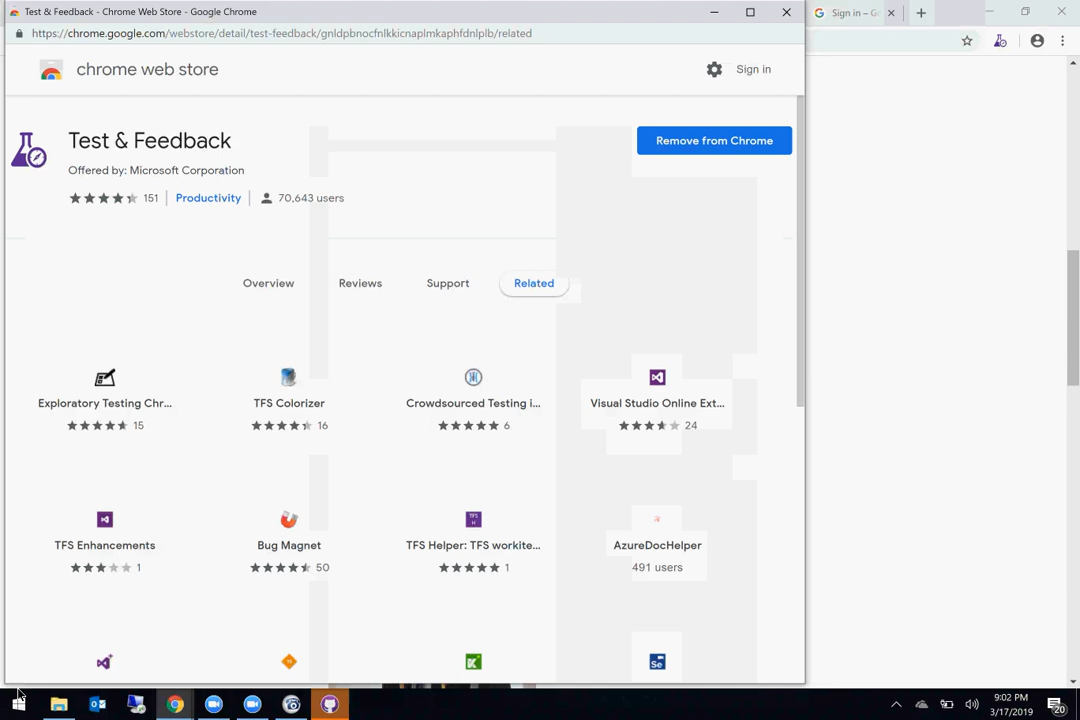 Test & Feedback - Chrome Web Store - Google Chrome
Sign in – G
https://chrome.google.com/webstore/detail/test-feedback/gnldpbnocfnlkkicnaplmkaphfdnlplb/related
chrome web store
Sign in
Test & Feedback
Remove from Chrome
Offered by: Microsoft Corporation
151
Productivity
70,643 users
Overview
Reviews
Support
Related
Exploratory Testing Chr...
TFS Colorizer
Crowdsourced Testing i...
Visual Studio Online Ext...
15
16
6
24
TFS
H
TFS Enhancements
Bug Magnet
TFS Helper: TFS workite...
AzureDocHelper
1
50
1
491 users
Se
9:02 PM
3/17/2019
20